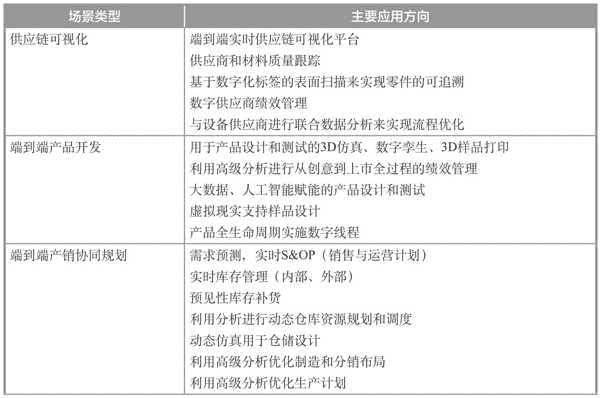 场景类型 主要应用方向
供应链可视化 端到端实时供应链可视化平台
供应商和材料质量跟踪
基于数字化标签的表面扫描来实现零件的可追溯
数字供应商绩效管理
与设备供应商进行联合数据分析来实现流程优化
端到端产品开发 用于产品设计和测试的3D仿真、数字孪生、3D样品打印
利用高级分析进行从创意到上市全过程的绩效管理
大数据、人工智能赋能的产品设计和测试
虚拟现实支持样品设计
产品全生命周期实施数字线程
端到端产销协同规划 需求预测，实时S&OP（销售与运营计划）
实时库存管理（内部、外部）
预见性库存补货
利用分析进行动态仓库资源规划和调度
动态仿真用于仓储设计
利用高级分析优化制造和分销布局
利用高级分析优化生产计划